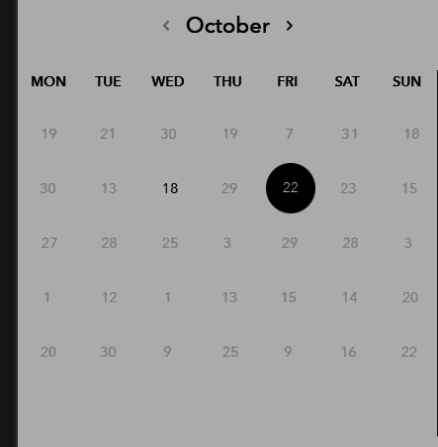 ‹ October ›
MON TUE WED THU FRI SAT SUN
19 21 30 19 7 31 18
30 13 18 29 22 23 15
27 28 25 3 29 28 3
1 12 1 13 15 14 20
20 30 9 25 9 16 22